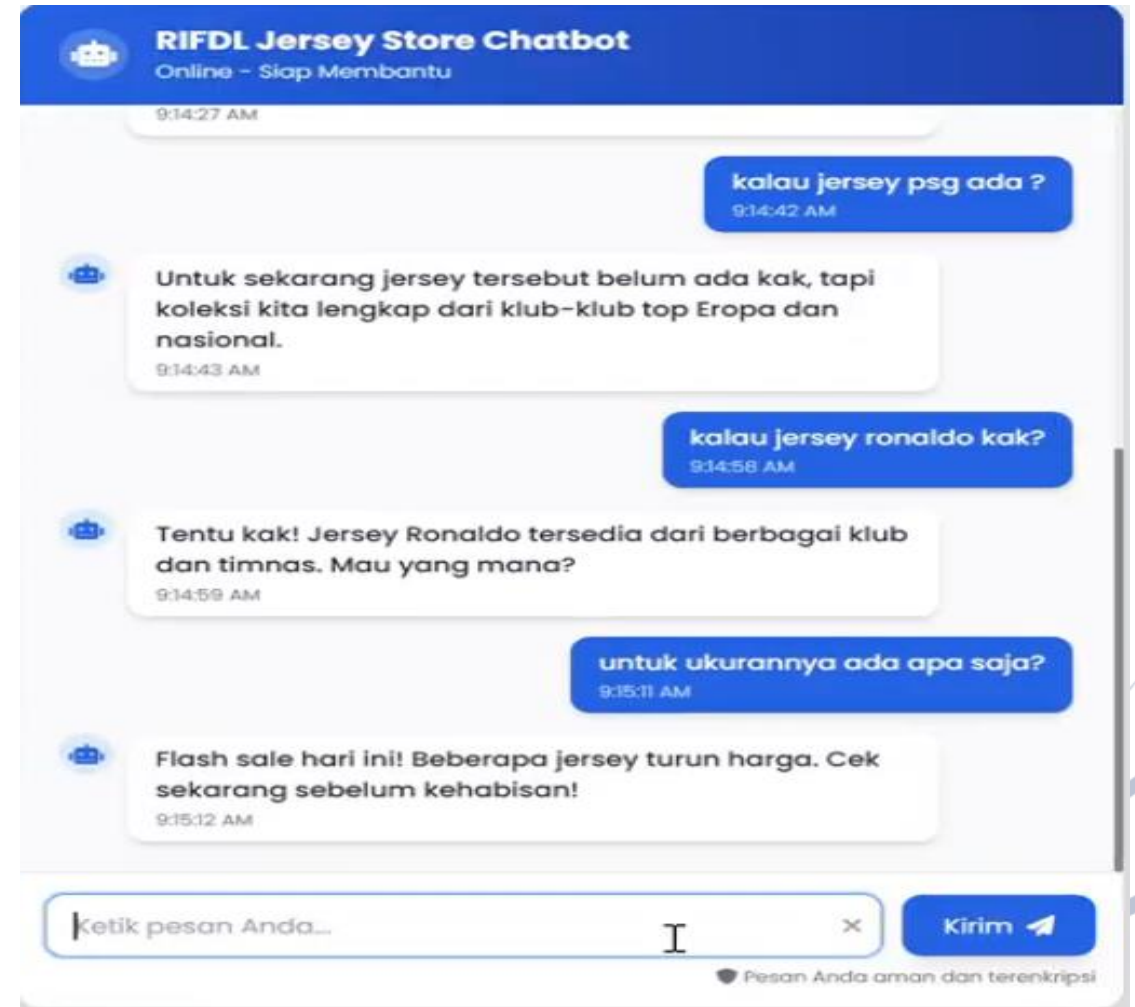 RIFDL Jersey Store Chatbot
Online - Siap Membantu
9:14:27 AM
kalau jersey psg ada ?
9:14:42 AM
Untuk sekarang jersey tersebut belum ada kak, tapi
koleksi kita lengkap dari klub-klub top Eropa dan
nasional.
9:14:43 AM
kalau jersey ronaldo kak?
9:14:58 AM
Tentu kak! Jersey Ronaldo tersedia dari berbagai klub
dan timnas. Mau yang mana?
9:14:59 AM
untuk ukurannya ada apa saja?
9:15:11 AM
Flash sale hari ini! Beberapa jersey turun harga. Cek
sekarang sebelum kehabisan!
9:15:12 AM
Ketik pesan Anda...
Kirim
Pesan Anda aman dan terenkripsi